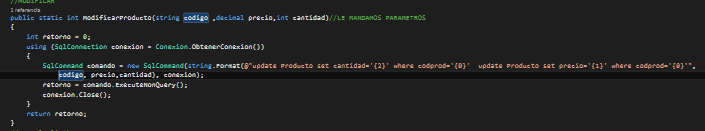 //MODIFICAR
1 referencia
public static int ModificarProducto(string codigo ,decimal precio,int cantidad)//LE MANDAMOS PARAMETROS
{
int retorno = 0;
using (SqlConnection conexion = Conexion.ObtenerConexion())
{
SqlCommand comando = new SqlCommand(string.Format(@"update Producto set cantidad='{2}' where codprod='{0}'  update Producto set precio='{1}' where codprod='{0}'",
codigo, precio,cantidad), conexion);
retorno = comando.ExecuteNonQuery();
conexion.Close();
}
return retorno;
}